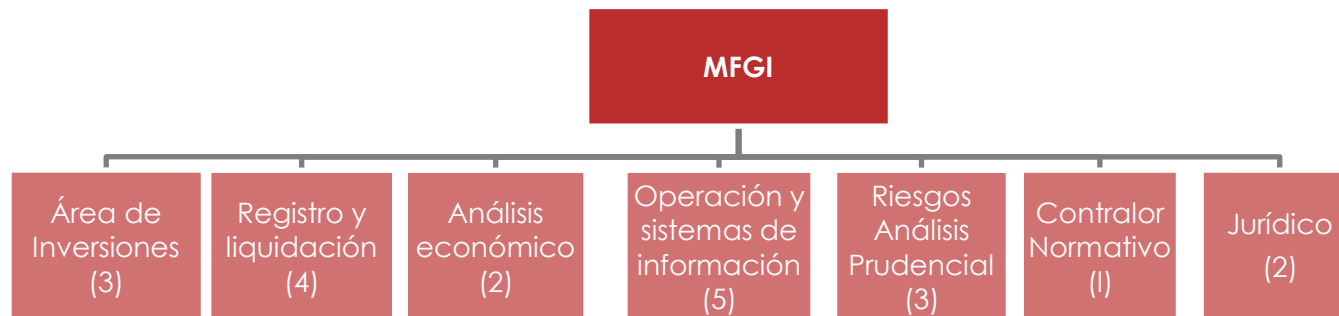 MFGI
Área de
Inversiones
(3)
Registro y
liquidación
(4)
Análisis
económico
(2)
Operación y
sistemas de
información
(5)
Riesgos
Análisis
Prudencial
(3)
Contralor
Normativo
(I)
Jurídico
(2)